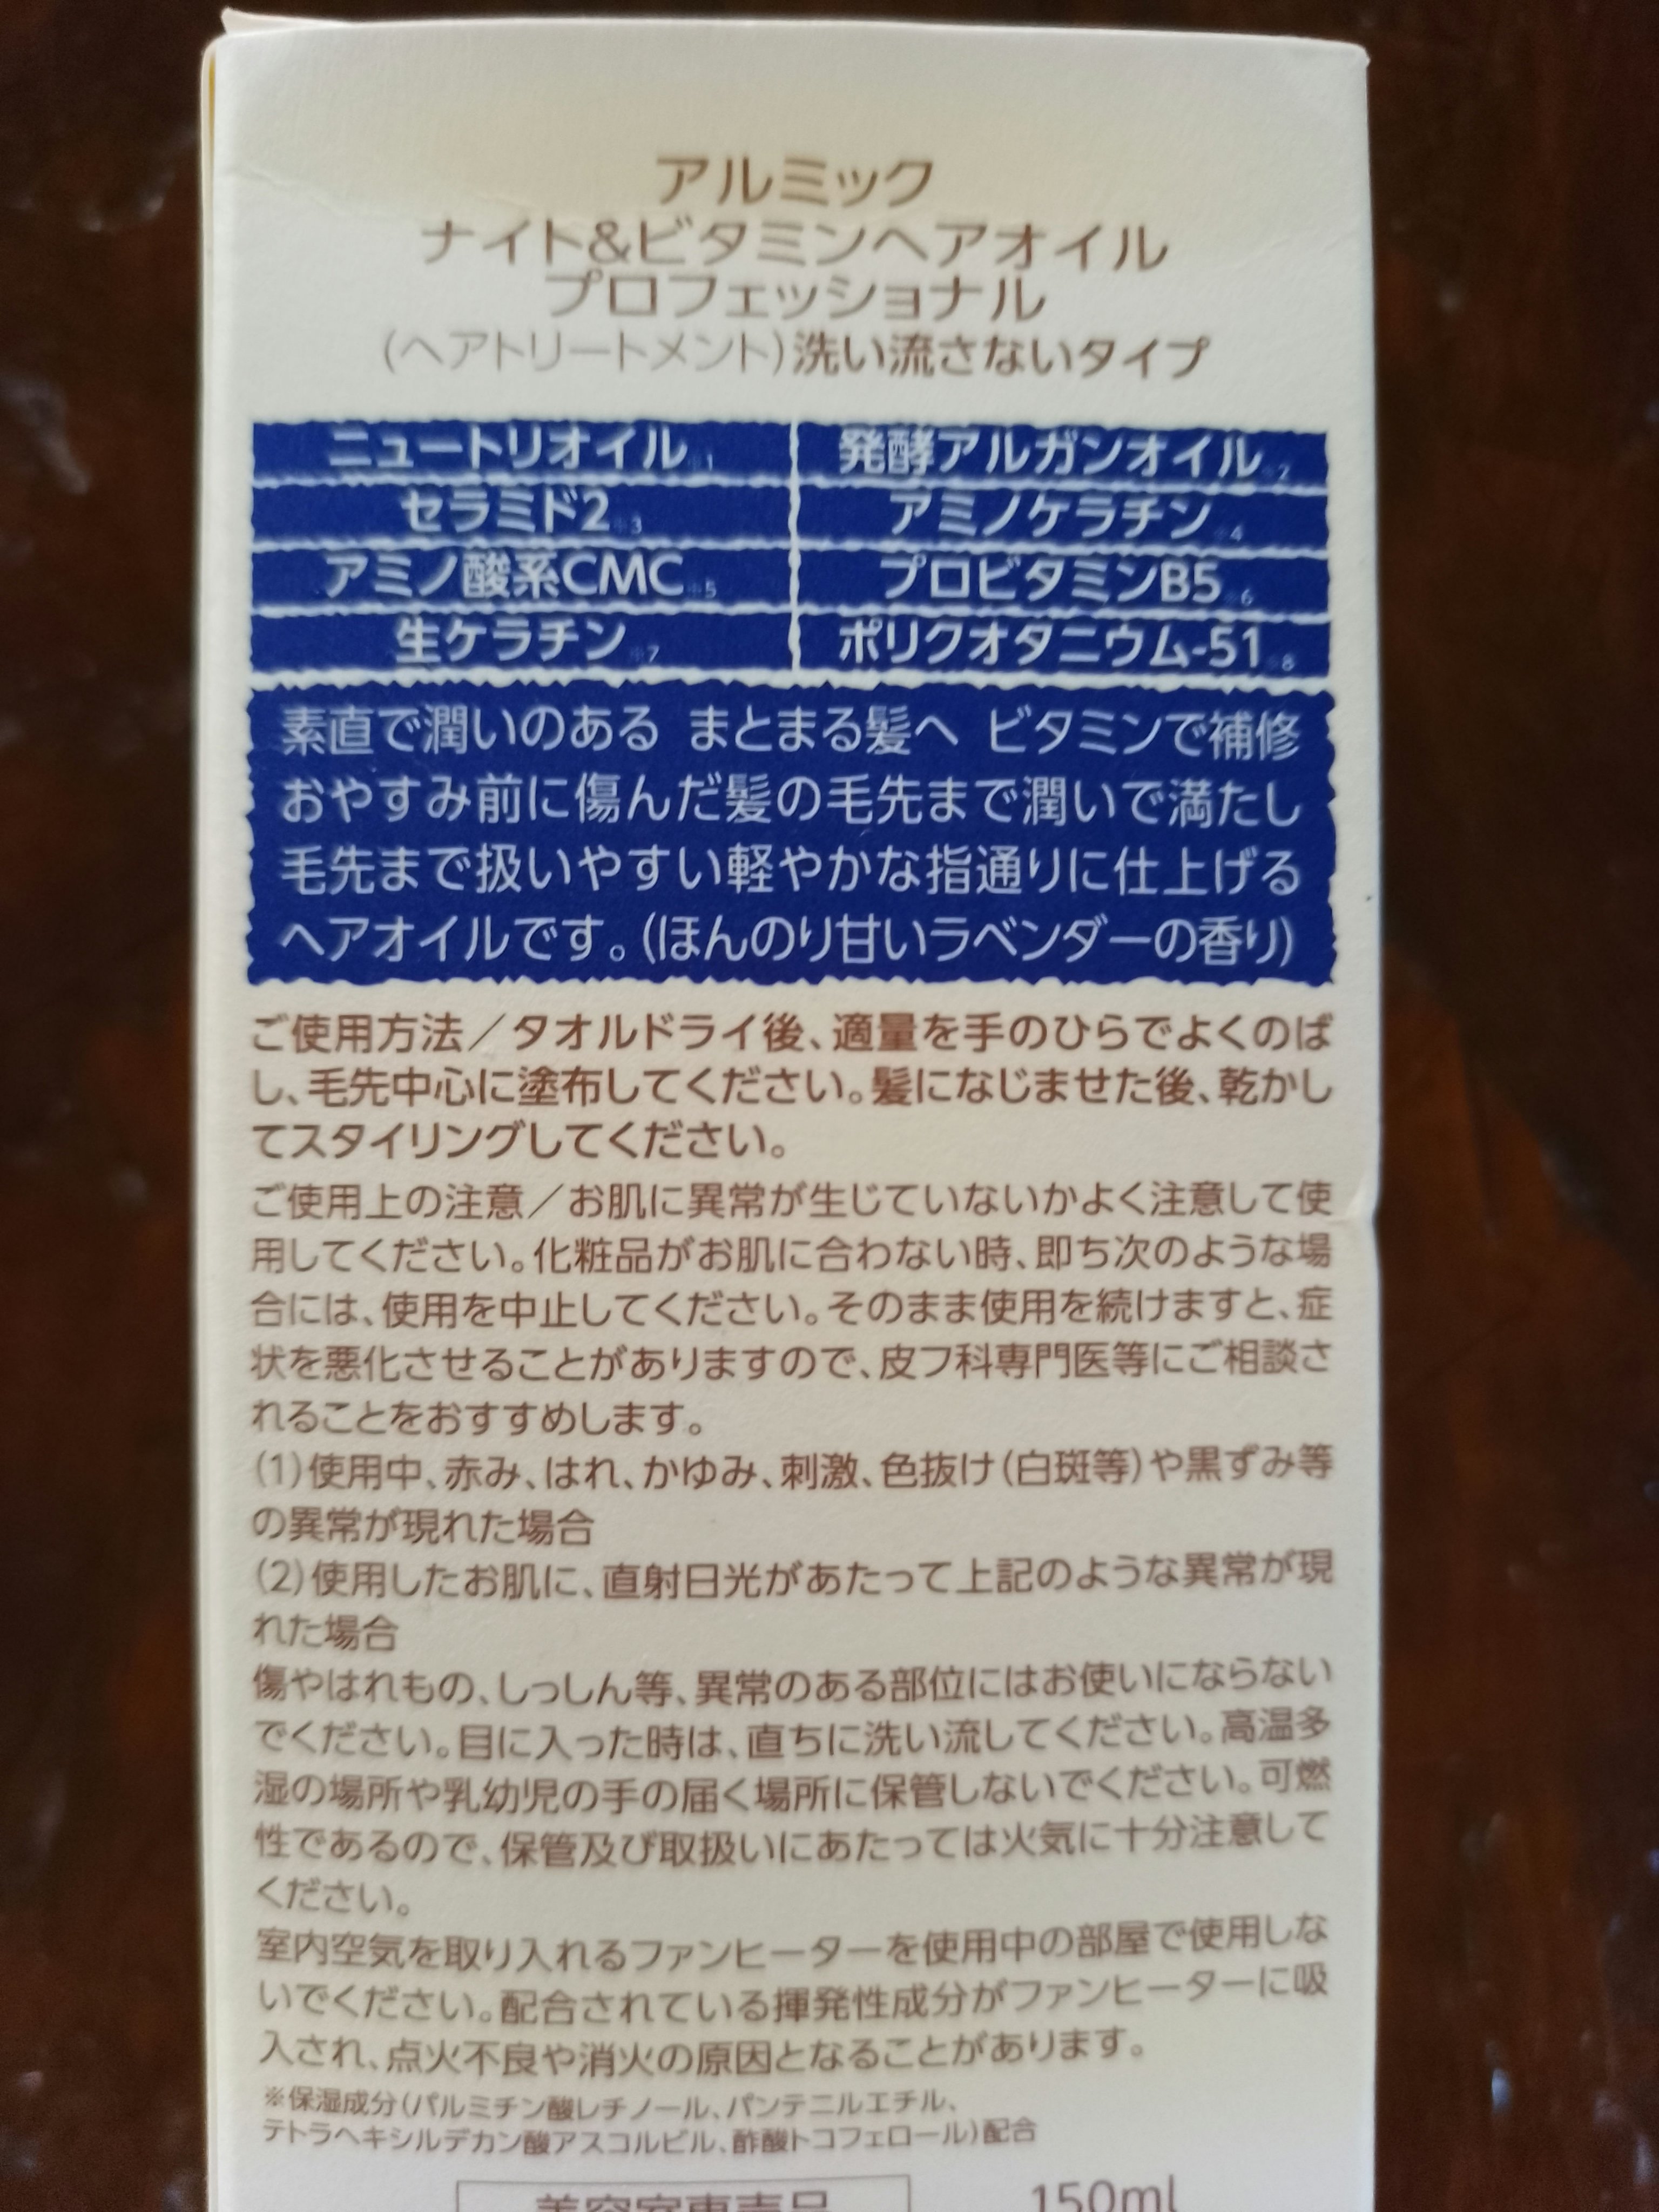 アルミック
ナイト&ビタミンヘアオイル
プロフェッショナル
(ヘアトリートメント)洗い流さないタイプ
ニュートリオイル※1 発酵アルガンオイル※2
セラミド2※3 アミノケラチン※4
アミノ酸系CMC※5 プロビタミンB5※6
生ケラチン※7 ポリクオタニウム-51※8
素直で潤いのある まとまる髪へ ビタミンで補修
おやすみ前に傷んだ髪の毛先まで潤いで満たし
毛先まで扱いやすい軽やかな指通りに仕上げる
ヘアオイルです。(ほんのり甘いラベンダーの香り)
ご使用方法/タオルドライ後、適量を手のひらでよくのば
し、毛先中心に塗布してください。髪になじませた後、乾かし
てスタイリングしてください。
ご使用上の注意/お肌に異常が生じていないかよく注意して使
用してください。化粧品がお肌に合わない時、即ち次のような場
合には、使用を中止してください。そのまま使用を続けますと、症
状を悪化させることがありますので、皮フ科専門医等にご相談さ
れることをおすすめします。
(1)使用中、赤み、はれ、かゆみ、刺激、色抜け(白斑等)や黒ずみ等
の異常が現れた場合
(2)使用したお肌に、直射日光があたって上記のような異常が現
れた場合
傷やはれもの、しっしん等、異常のある部位にはお使いにならない
でください。目に入った時は、直ちに洗い流してください。高温多
湿の場所や乳幼児の手の届く場所に保管しないでください。可燃
性であるので、保管及び取扱いにあたっては火気に十分注意して
ください。
室内空気を取り入れるファンヒーターを使用中の部屋で使用しな
いでください。配合されている揮発性成分がファンヒーターに吸
入され、点火不良や消火の原因となることがあります。
※保湿成分(パルミチン酸レチノール、パンテニルエチル、
テトラヘキシルデカン酸アスコルビル、酢酸トコフェロール)配合
美容室専売品 150ml